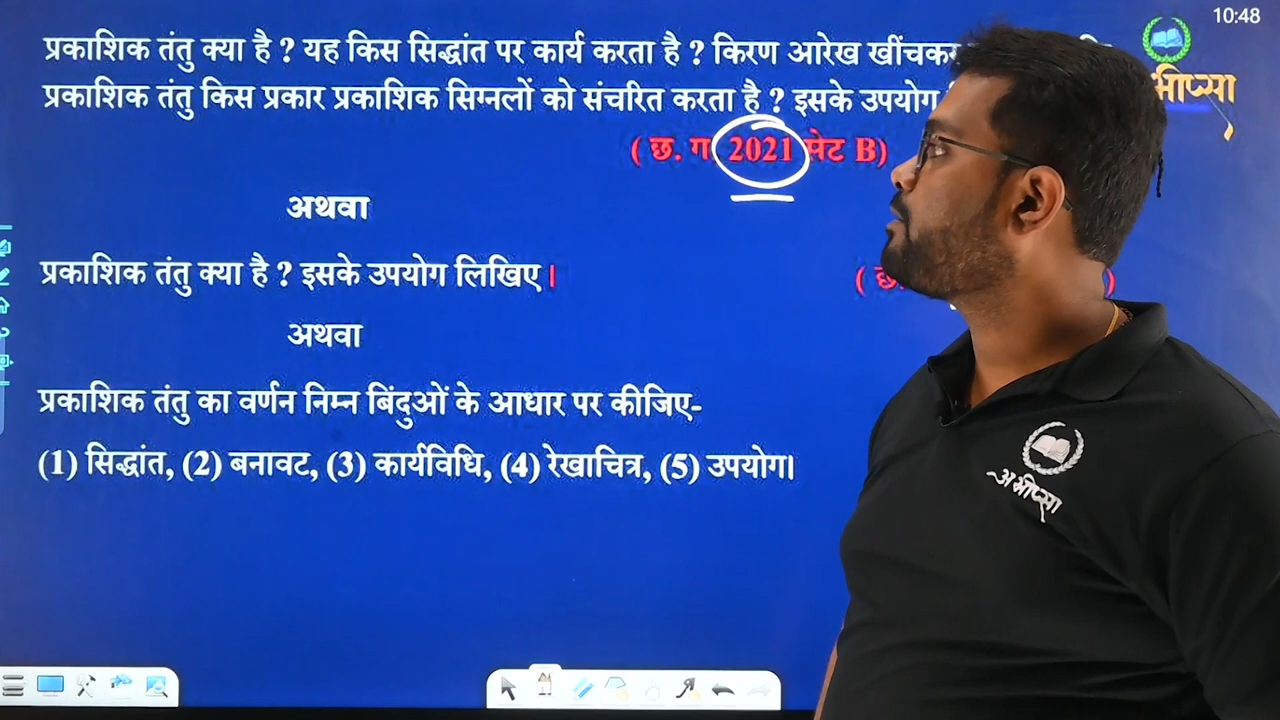 10:48
प्रकाशिक तंतु क्या है ? यह किस सिद्धांत पर कार्य करता है ? किरण आरेख
प्रकाशिक तंतु किस प्रकार प्रकाशिक सिग्नलों को संचरित करता है ? इसके उपयोग
( छ. ग 2021 सेट B)
अथवा
प्रकाशिक तंतु क्या है ? इसके उपयोग लिखिए।
अथवा
प्रकाशिक तंतु का वर्णन निम्न बिंदुओं के आधार पर कीजिए-
(1) सिद्धांत, (2) बनावट, (3) कार्यविधि, (4) रेखाचित्र, (5) उपयोग।
अभीप्सा